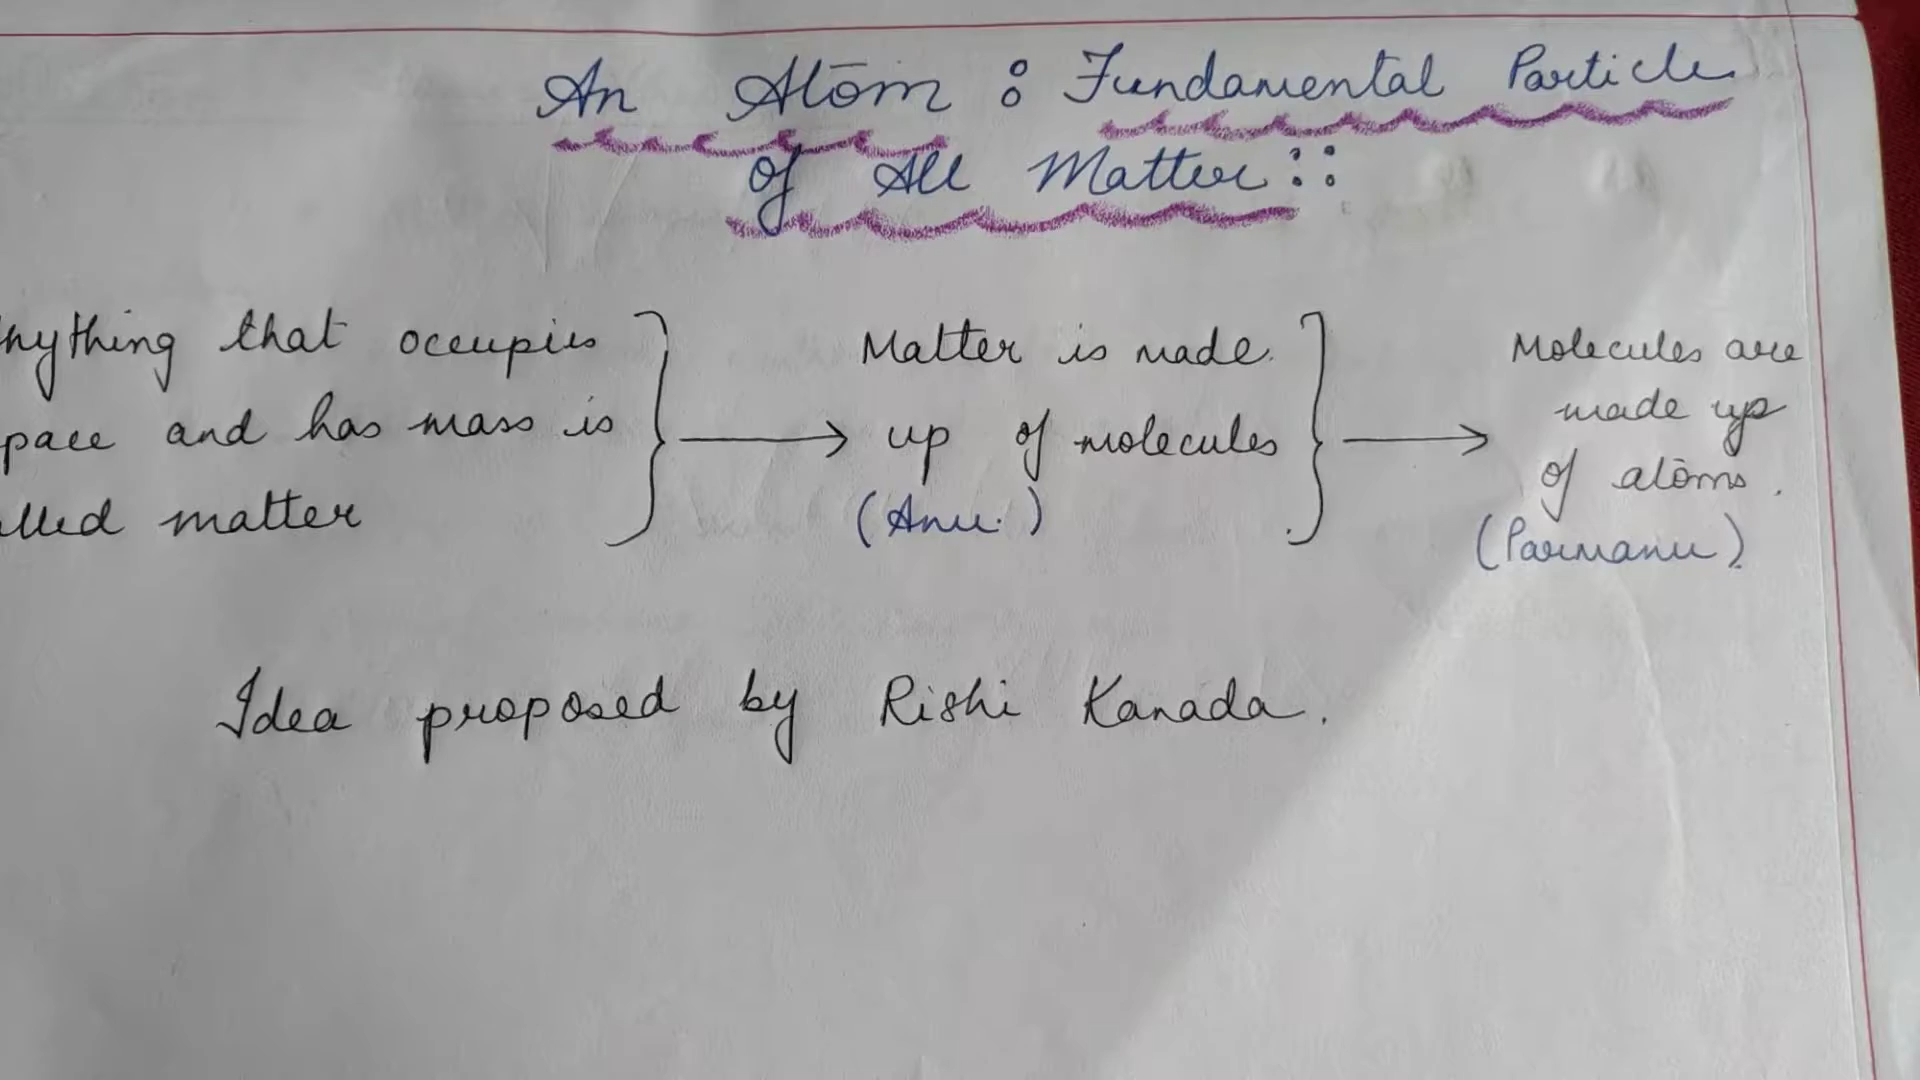 An Atom : Fundamental Particle
of All Matter ::
nything that occupies
pace and has mass is
lled matter
Matter is made
up of molecules
(Anu.)
Molecules are
made up
of atoms.
(Parmanu)
Idea proposed by Rishi Kanada.